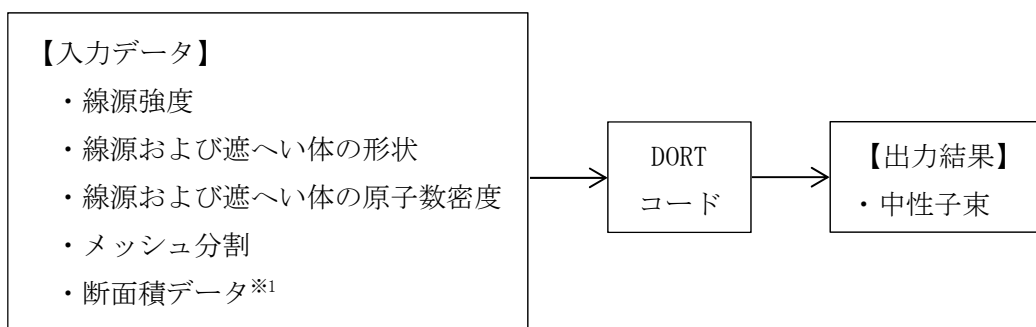 【入力データ】
・線源強度
・線源および遮へい体の形状
・線源および遮へい体の原子数密度
・メッシュ分割
・断面積データ※1
DORT
コード
【出力結果】
・中性子束